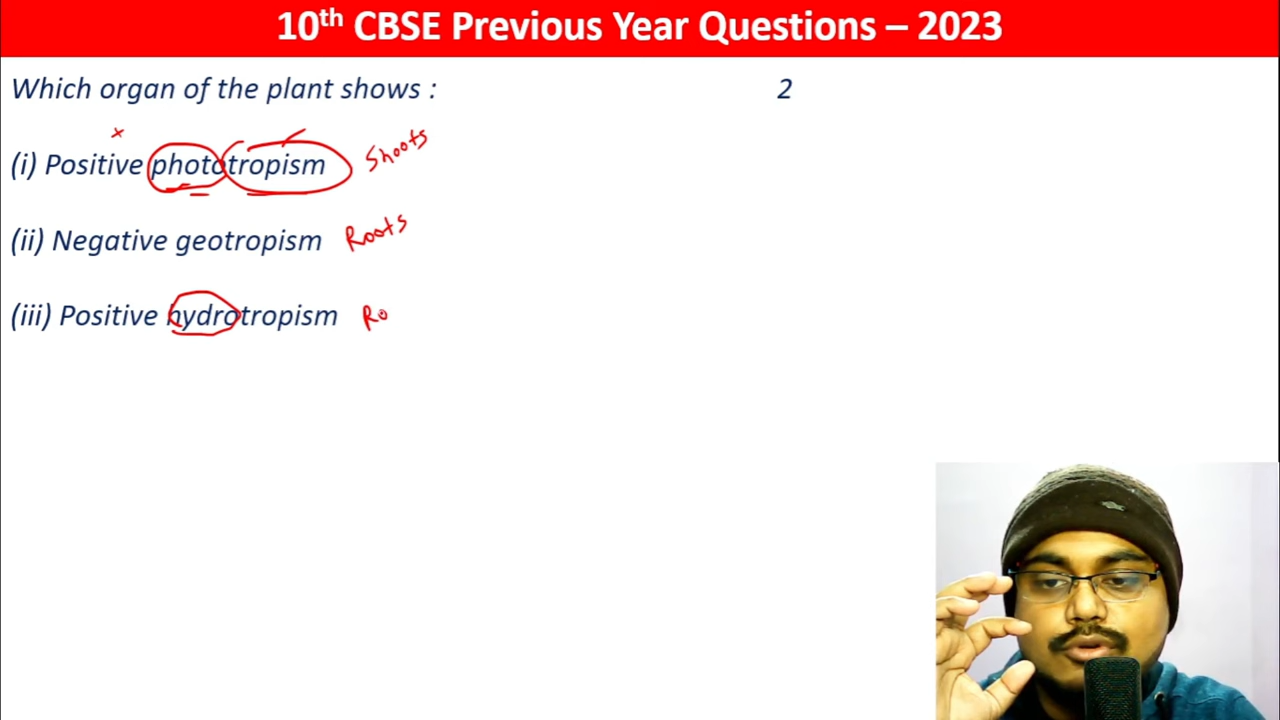 10th CBSE Previous Year Questions – 2023
Which organ of the plant shows : 2
(i) Positive phototropism Shoots
(ii) Negative geotropism Roots
(iii) Positive hydrotropism Ro